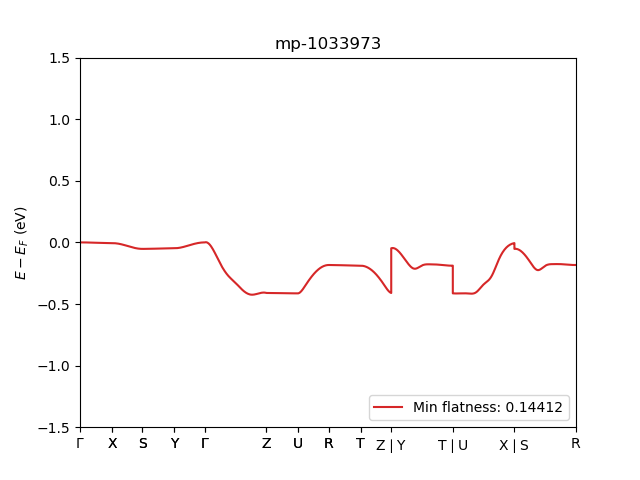 mp-1033973
E − E_F (eV)
1.5
1.0
0.5
0.0
−0.5
−1.0
−1.5
Min flatness: 0.14412
Γ X S Y Γ Z U R T Z | Y T | U X | S R